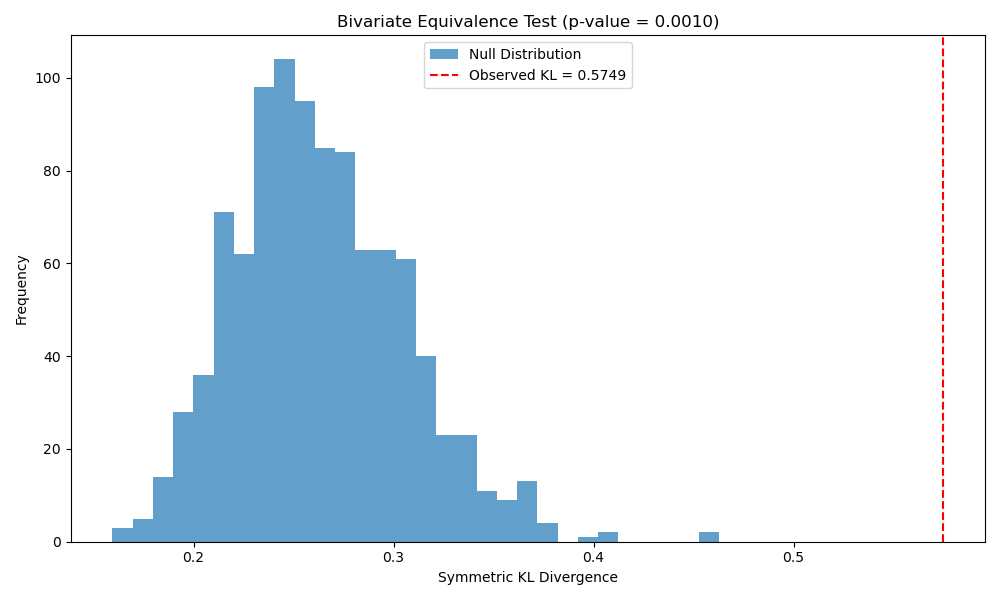 Bivariate Equivalence Test (p-value = 0.0010)
Null Distribution
Observed KL = 0.5749
Frequency
100
80
60
40
20
0
0.2
0.3
0.4
0.5
Symmetric KL Divergence